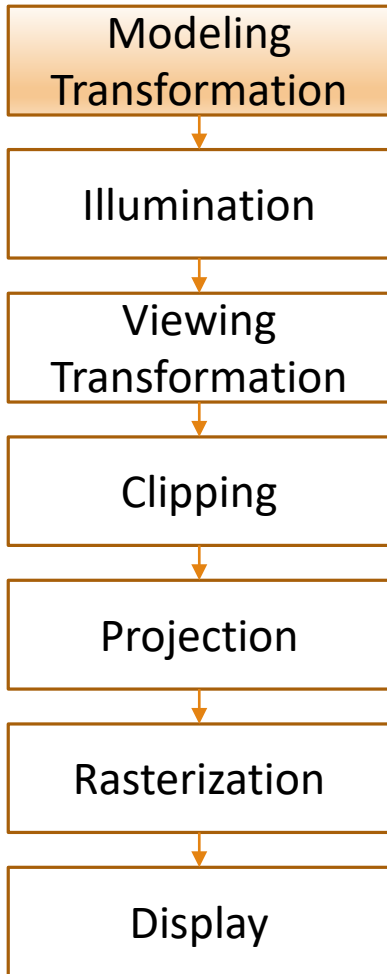 Modeling
Transformation
Illumination
Viewing
Transformation
Clipping
Projection
Rasterization
Display